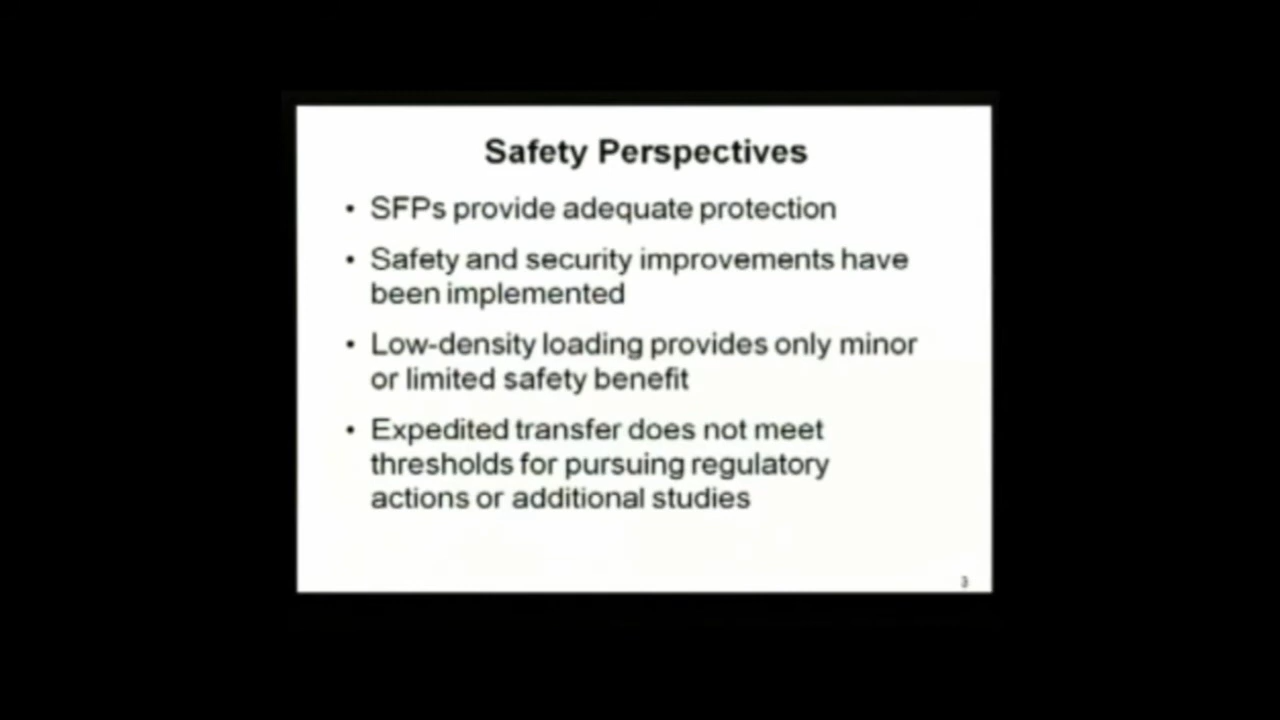 Safety Perspectives
• SFPs provide adequate protection
• Safety and security improvements have
been implemented
• Low-density loading provides only minor
or limited safety benefit
• Expedited transfer does not meet
thresholds for pursuing regulatory
actions or additional studies
3